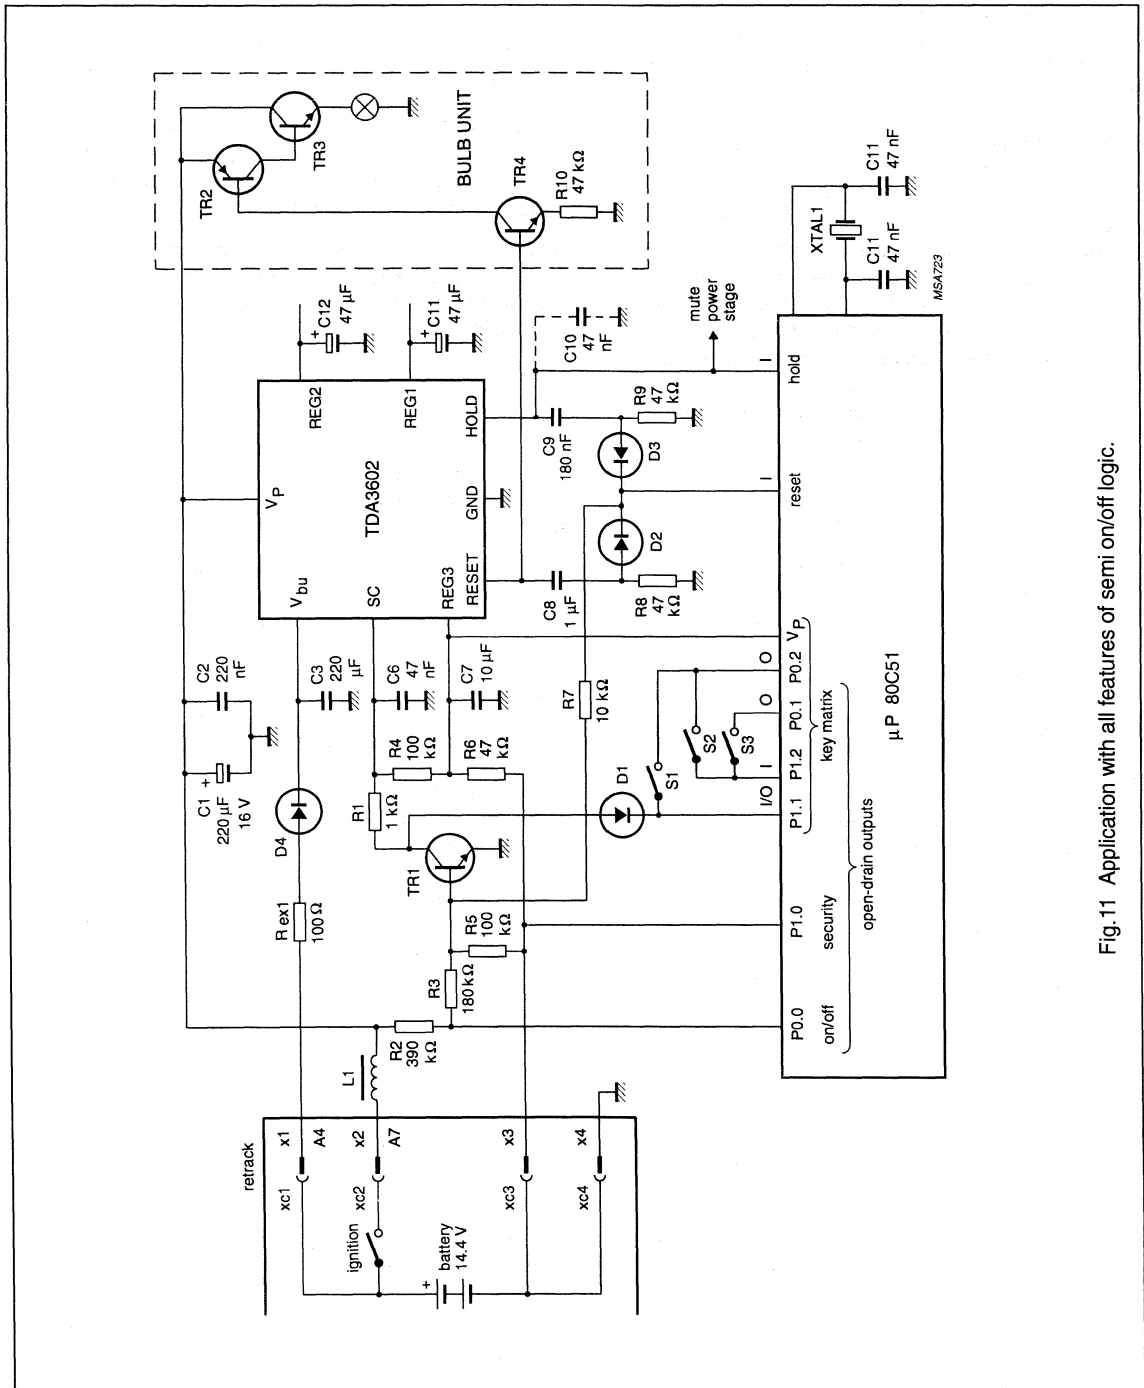 BULB UNIT
TR2
TR3
TR4
R10
47 kΩ
C12
47 μF
+
C11
47 μF
+
REG2
REG1
VP
TDA3602
Vbu
SC
REG3
RESET
GND
HOLD
C10
47
nF
mute
power
stage
XTAL1
C11
47 nF
C11
47 nF
MSA723
C9
180 nF
D3
R9
47
kΩ
D2
C8
1 μF
R8
47
kΩ
C2
220
nF
C1
220 μF
16 V
+
C3
220
μF
C6
47
nF
C7
10 μF
R4
100
kΩ
R6
47
kΩ
R7
10 kΩ
D4
R1
1 kΩ
TR1
D1
S1
S2
S3
R ex1
100 Ω
R5
100
kΩ
R3
180 kΩ
R2
390
kΩ
L1
retrack
x1
A4
x2
A7
x3
x4
xc1
xc2
xc3
xc4
ignition
battery
14.4 V
+
I
hold
I
reset
VP
O
P0.2
O
P0.1
I
P1.2
I/O
P1.1
key matrix
P1.0
security
P0.0
on/off
open-drain outputs
μP 80C51
Fig.11 Application with all features of semi on/off logic.